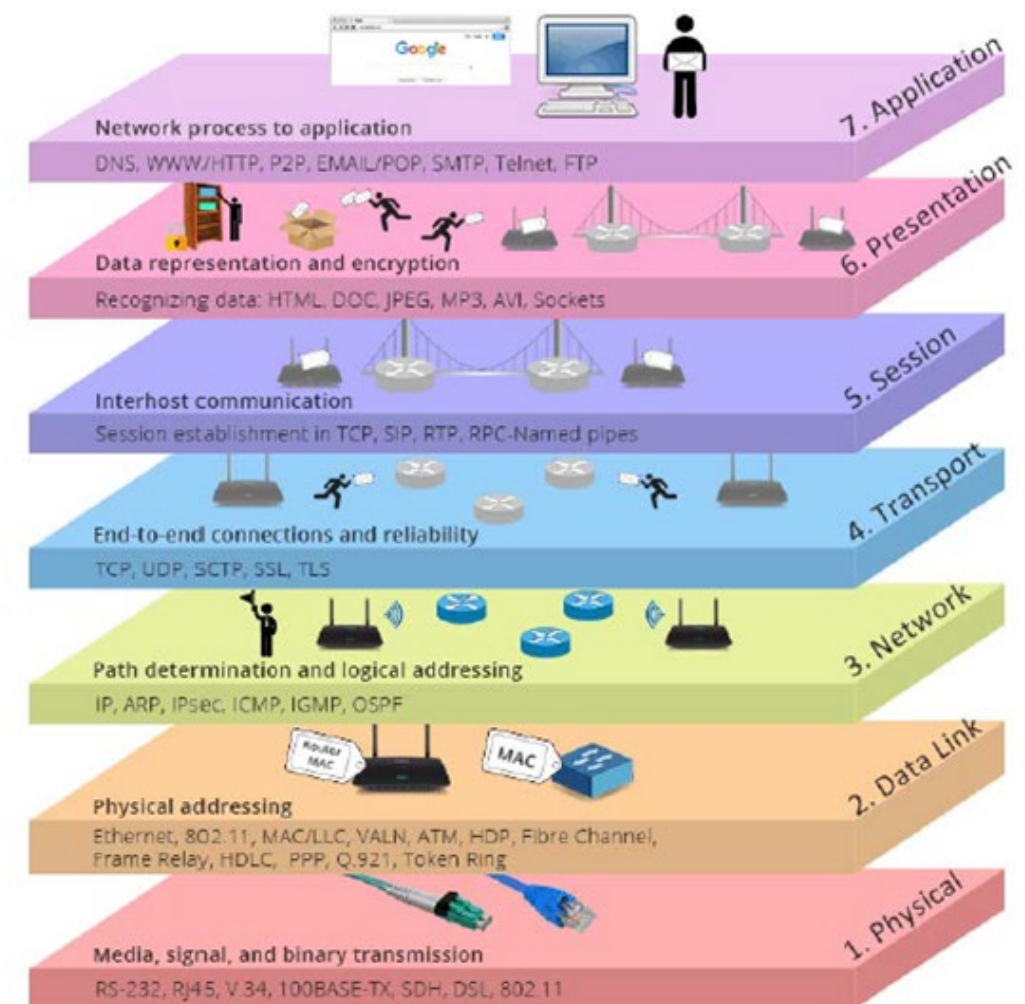 Google
7. Application
Network process to application
DNS, WWW/HTTP, P2P, EMAIL/POP, SMTP, Telnet, FTP
6. Presentation
Data representation and encryption
Recognizing data: HTML, DOC, JPEG, MP3, AVI, Sockets
5. Session
Interhost communication
Session establishment in TCP, SIP, RTP, RPC-Named pipes
4. Transport
End-to-end connections and reliability
TCP, UDP, SCTP, SSL, TLS
3. Network
Path determination and logical addressing
IP, ARP, IPsec, ICMP, IGMP, OSPF
2. Data Link
Router
MAC
MAC
Physical addressing
Ethernet, 802.11, MAC/LLC, VALN, ATM, HDP, Fibre Channel,
Frame Relay, HDLC, PPP, Q.921, Token Ring
1. Physical
Media, signal, and binary transmission
RS-232, RJ45, V.34, 100BASE-TX, SDH, DSL, 802.11